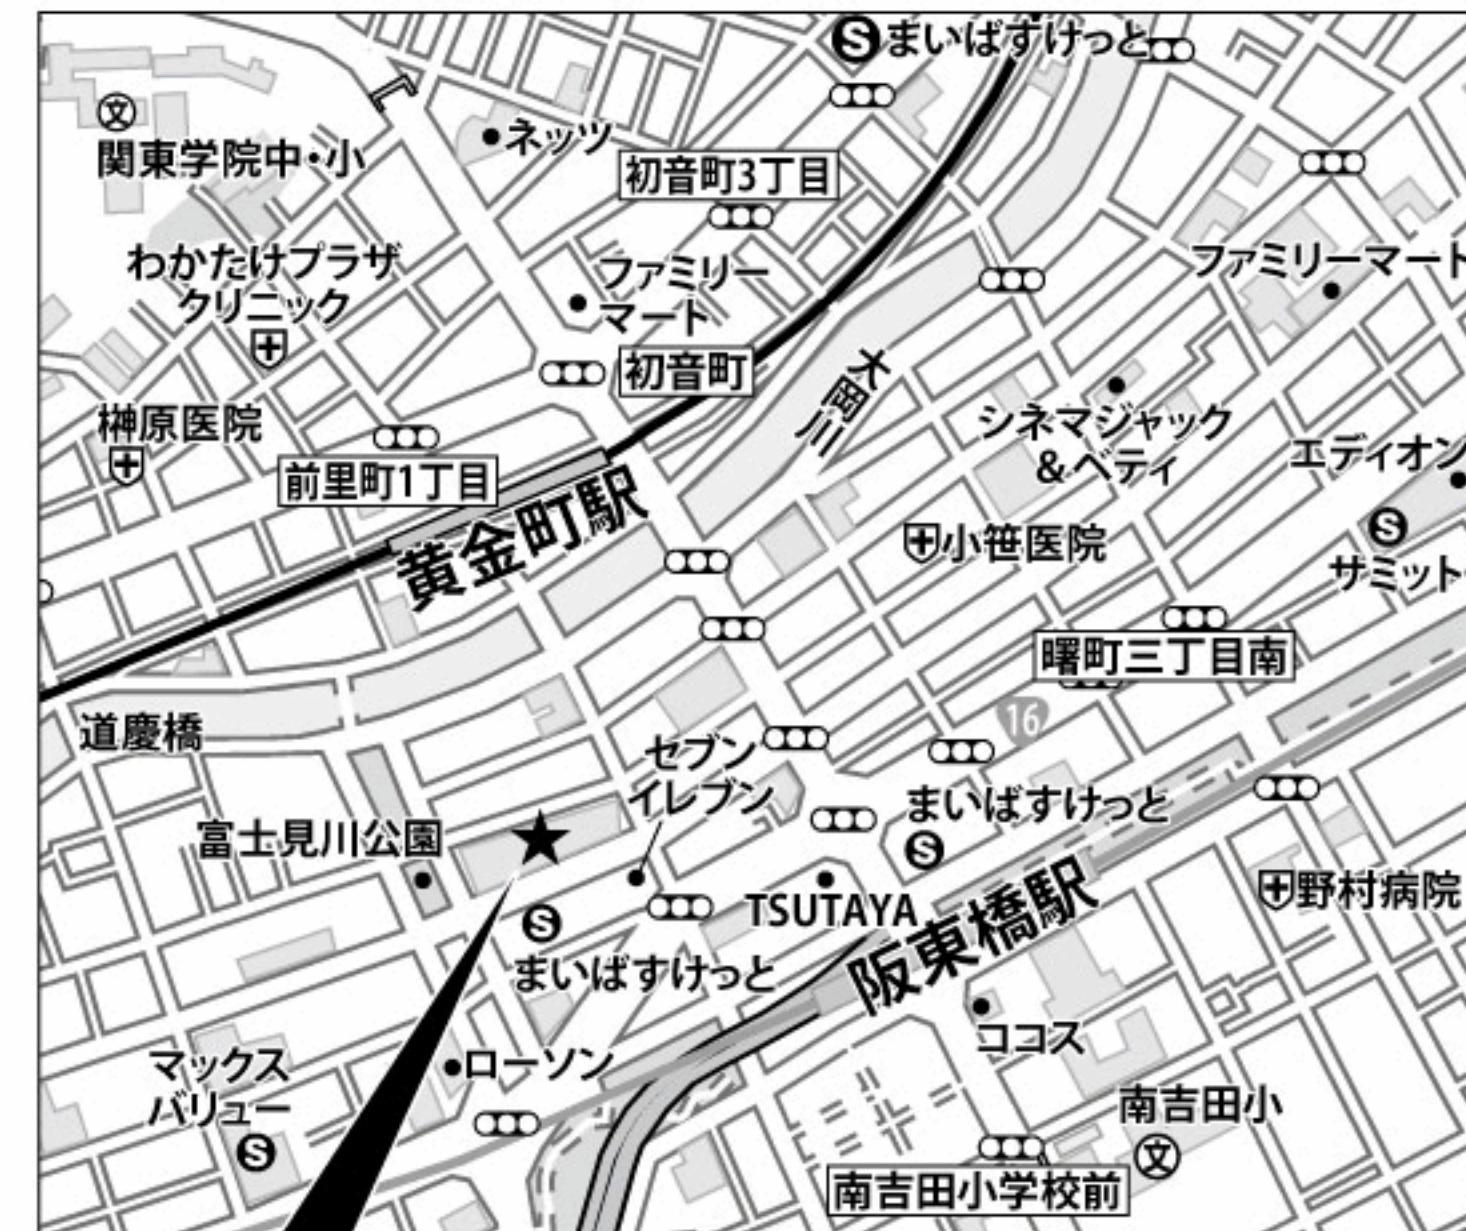 Sまいばすけっと
文
関東学院中・小
ネッツ
初音町3丁目
わかたけプラザ
クリニック
ファミリー
マート
ファミリーマート
初音町
大岡川
シネマジャック
&ベティ
榊原医院
前里町1丁目
エディオン
S
サミット
黄金町駅
小笹医院
曙町三丁目南
16
道慶橋
セブン
イレブン
まいばすけっと
S
富士見川公園
★
TSUTAYA
野村病院
阪東橋駅
S
まいばすけっと
ココス
マックス
バリュー
S
ローソン
南吉田小
文
南吉田小学校前